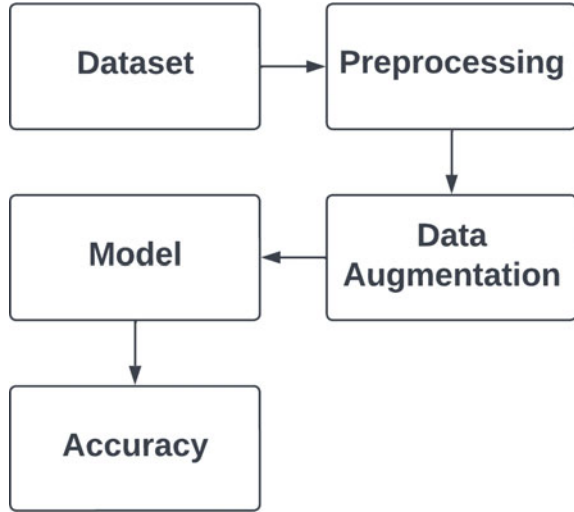 Dataset
Preprocessing
Data
Augmentation
Model
Accuracy